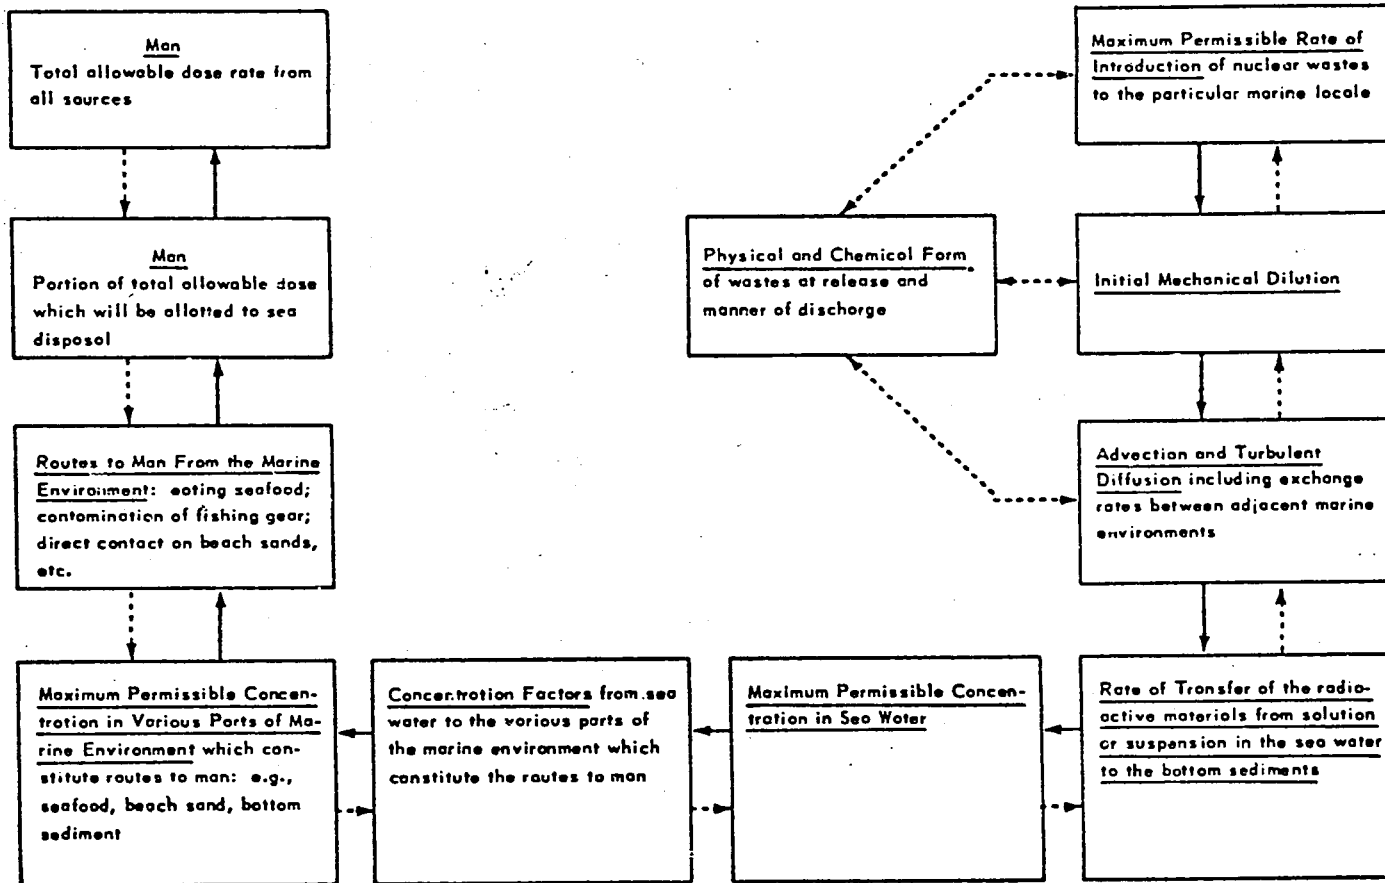 Man
Total allowable dose rate from
all sources
Man
Portion of total allowable dose
which will be allotted to sea
disposal
Routes to Man From the Marine
Environment: eating seafood;
contamination of fishing gear;
direct contact on beach sands,
etc.
Maximum Permissible Concen-
tration in Various Parts of Ma-
rine Environment which con-
stitute routes to man: e.g.,
seafood, beach sand, bottom
sediment
Concentration Factors from sea
water to the various parts of
the marine environment which
constitute the routes to man
Maximum Permissible Concen-
tration in Sea Water
Rate of Transfer of the radio-
active materials from solution
or suspension in the sea water
to the bottom sediments
Advection and Turbulent
Diffusion including exchange
rates between adjacent marine
environments
Initial Mechanical Dilution
Maximum Permissible Rate of
Introduction of nuclear wastes
to the particular marine locale
Physical and Chemical Form
of wastes at release and
manner of discharge